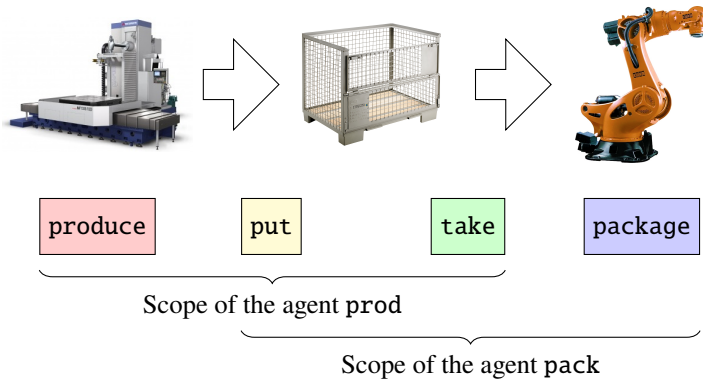 produce put take package
Scope of the agent prod
Scope of the agent pack